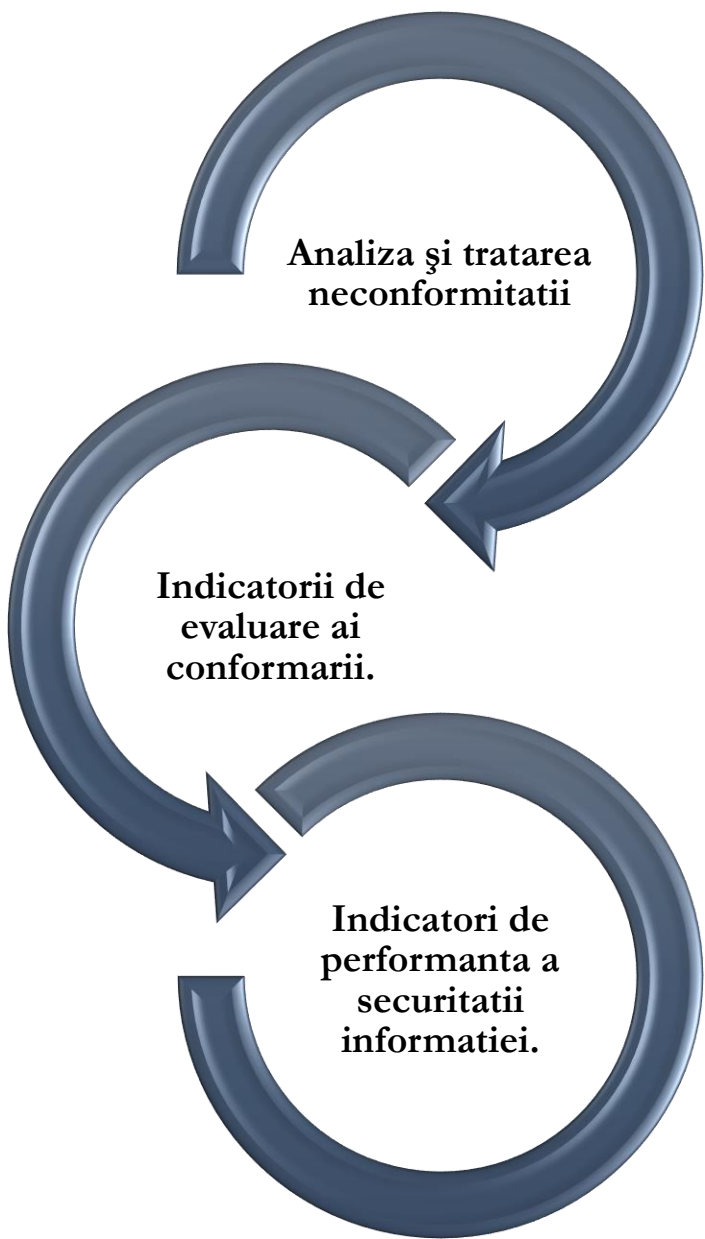 Analiza şi tratarea
neconformitatii
Indicatorii de
evaluare ai
conformarii.
Indicatori de
performanta a
securitatii
informatiei.